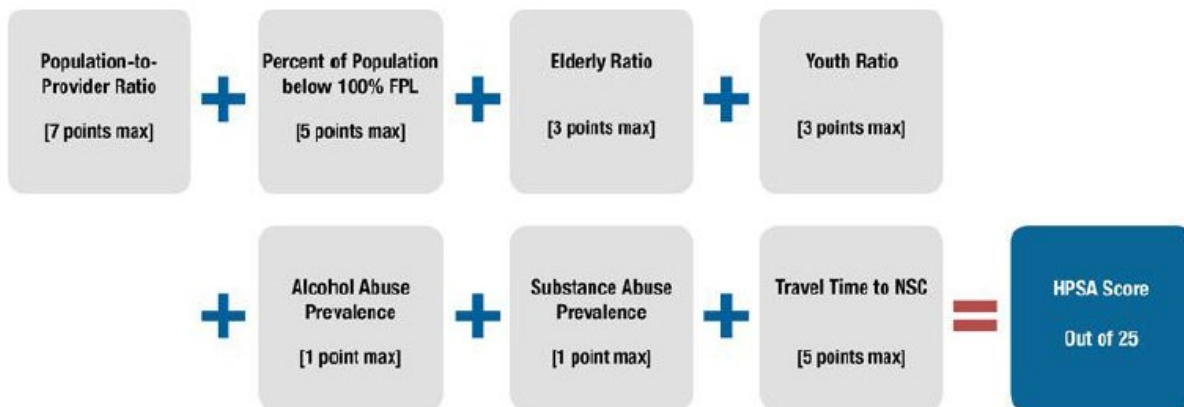 Population-to-
Provider Ratio
[7 points max]
Percent of Population
below 100% FPL
[5 points max]
Elderly Ratio
[3 points max]
Youth Ratio
[3 points max]
Alcohol Abuse
Prevalence
[1 point max]
Substance Abuse
Prevalence
[1 point max]
Travel Time to NSC
[5 points max]
HPSA Score
Out of 25